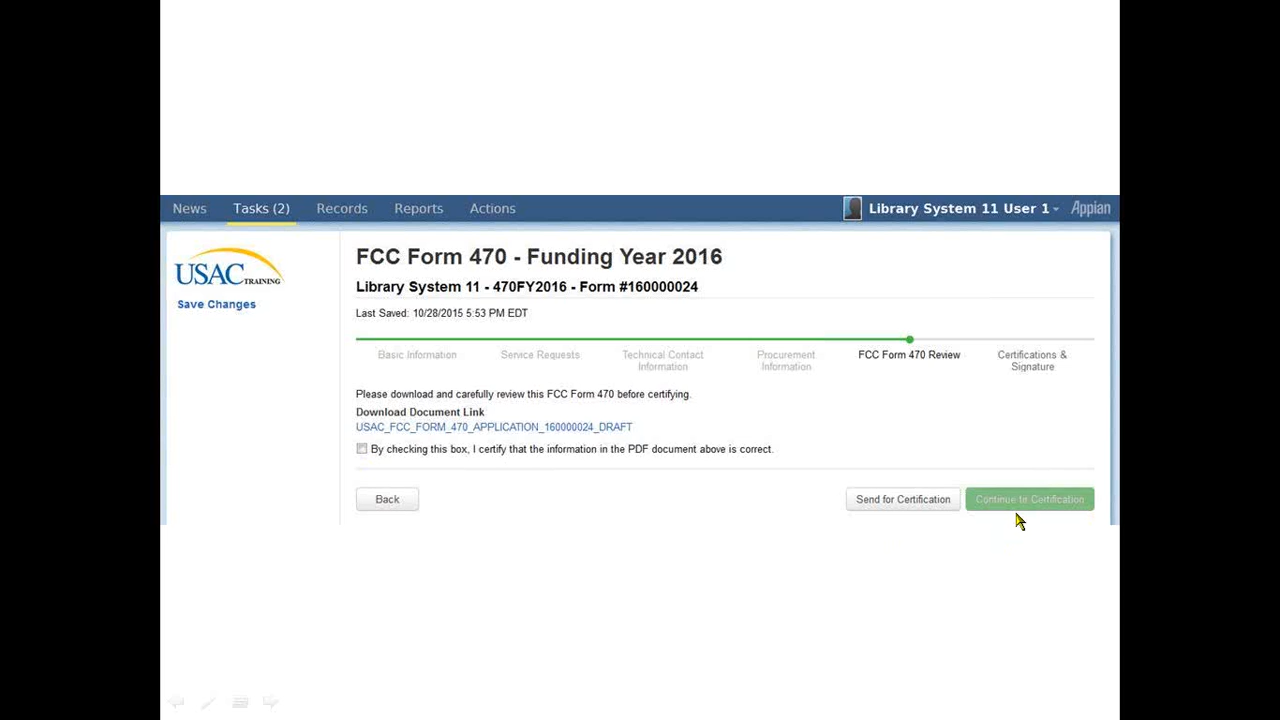 News Tasks (2) Records Reports Actions Library System 11 User 1 Appian
USAC TRAINING
Save Changes
FCC Form 470 - Funding Year 2016
Library System 11 - 470FY2016 - Form #160000024
Last Saved: 10/28/2015 5:53 PM EDT
Basic Information Service Requests Technical Contact Information Procurement Information FCC Form 470 Review Certifications & Signature
Please download and carefully review this FCC Form 470 before certifying.
Download Document Link
USAC_FCC_FORM_470_APPLICATION_160000024_DRAFT
By checking this box, I certify that the information in the PDF document above is correct.
Back Send for Certification Continue to Certification